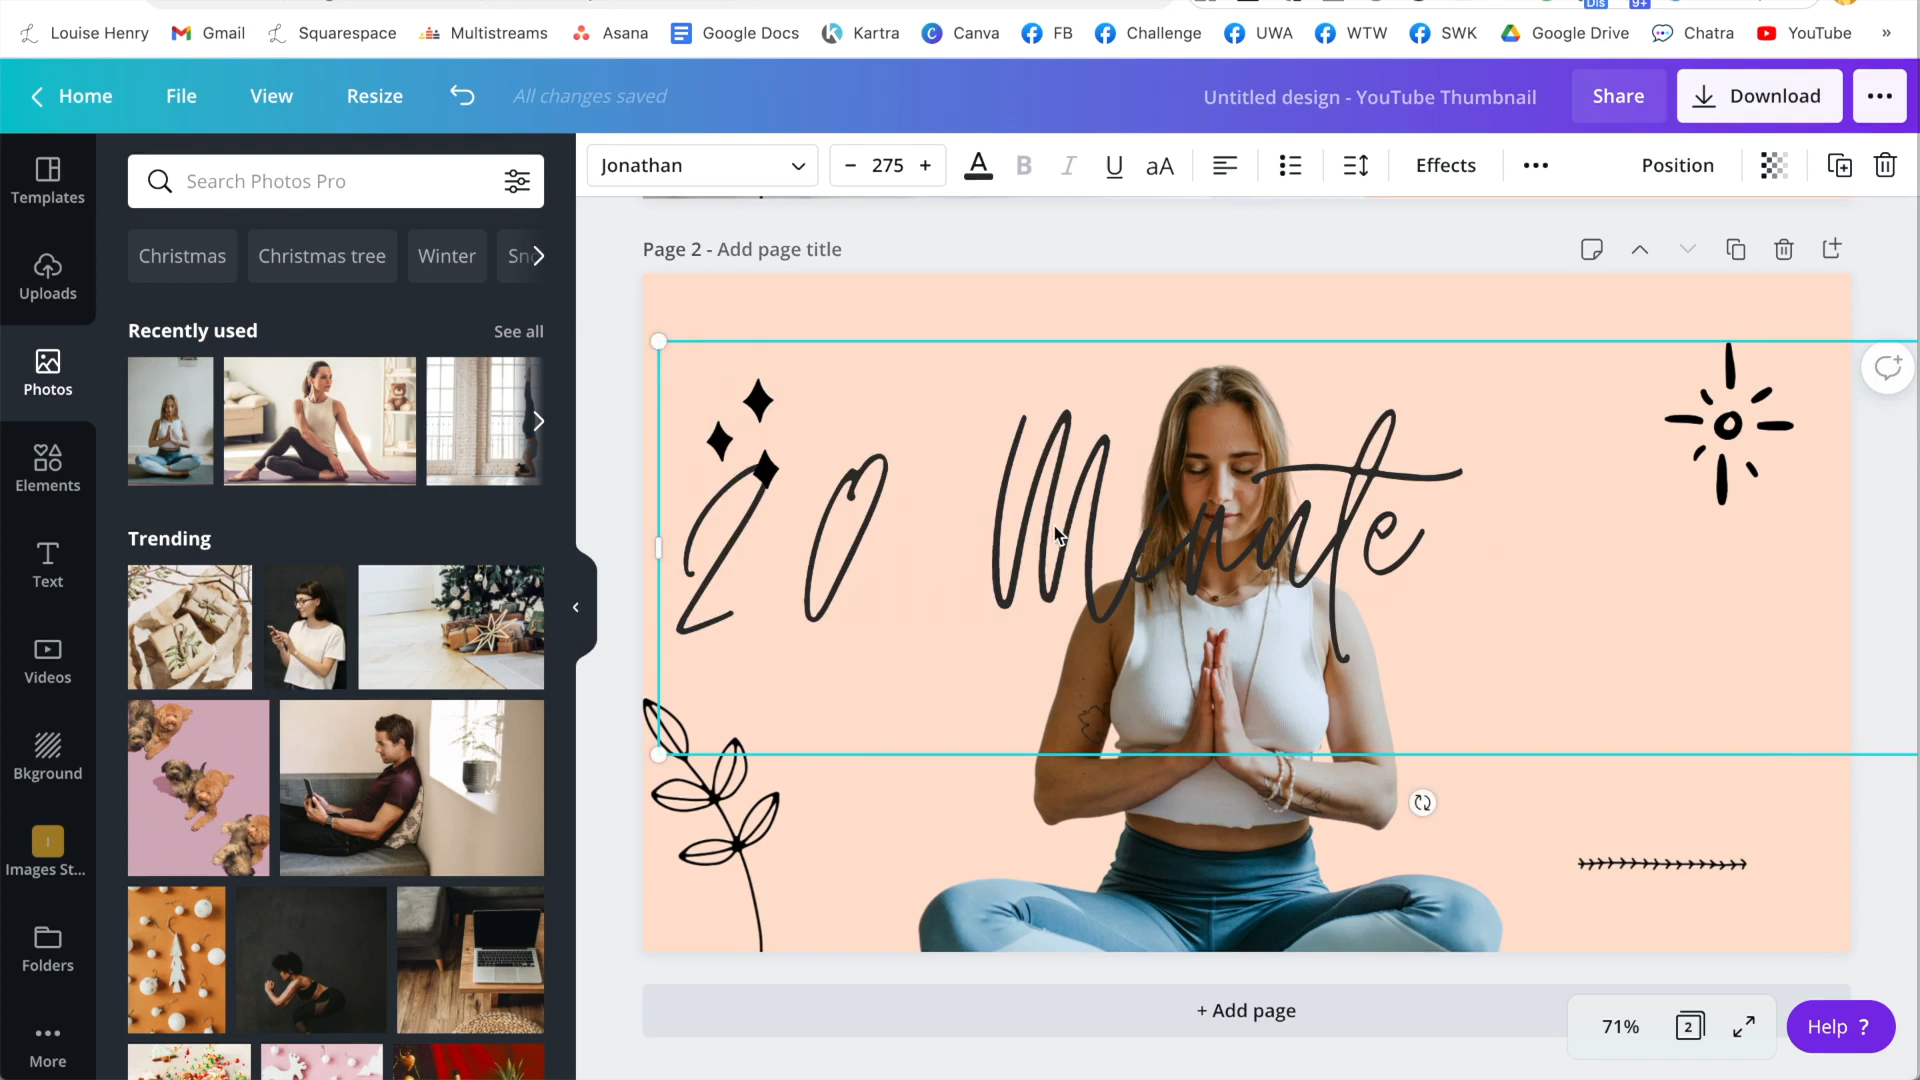 Louise Henry
Gmail
Squarespace
Multistreams
Asana
Google Docs
Kartra
Canva
FB
Challenge
UWA
WTW
SWK
Google Drive
Chatra
YouTube
»
Home
File
View
Resize
All changes saved
Untitled design - YouTube Thumbnail
Share
Download
Templates
Uploads
Photos
Elements
Text
Videos
Bkground
Images St...
Folders
More
Search Photos Pro
Christmas
Christmas tree
Winter
Recently used
See all
Trending
Jonathan
− 275 +
A
B
I
U
aA
Effects
Position
Page 2 - Add page title
20 Minute
+ Add page
71%
2
Help ?